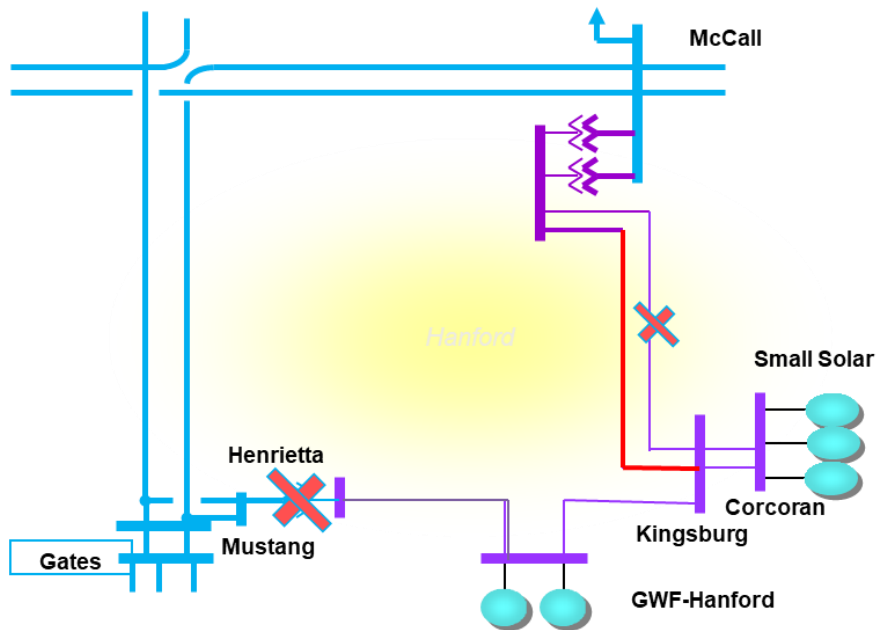 McCall
Hanford
Small Solar
Henrietta
Corcoran
Kingsburg
Mustang
Gates
GWF-Hanford